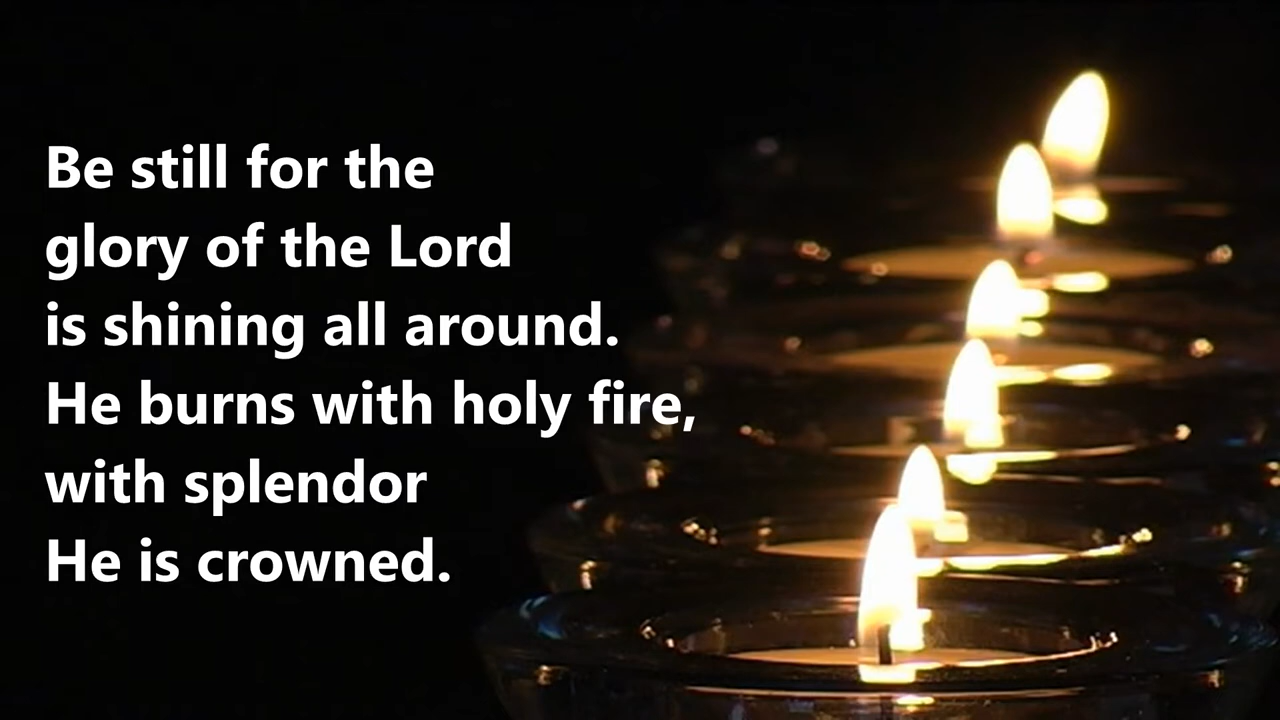 Be still for the
glory of the Lord
is shining all around.
He burns with holy fire,
with splendor
He is crowned.